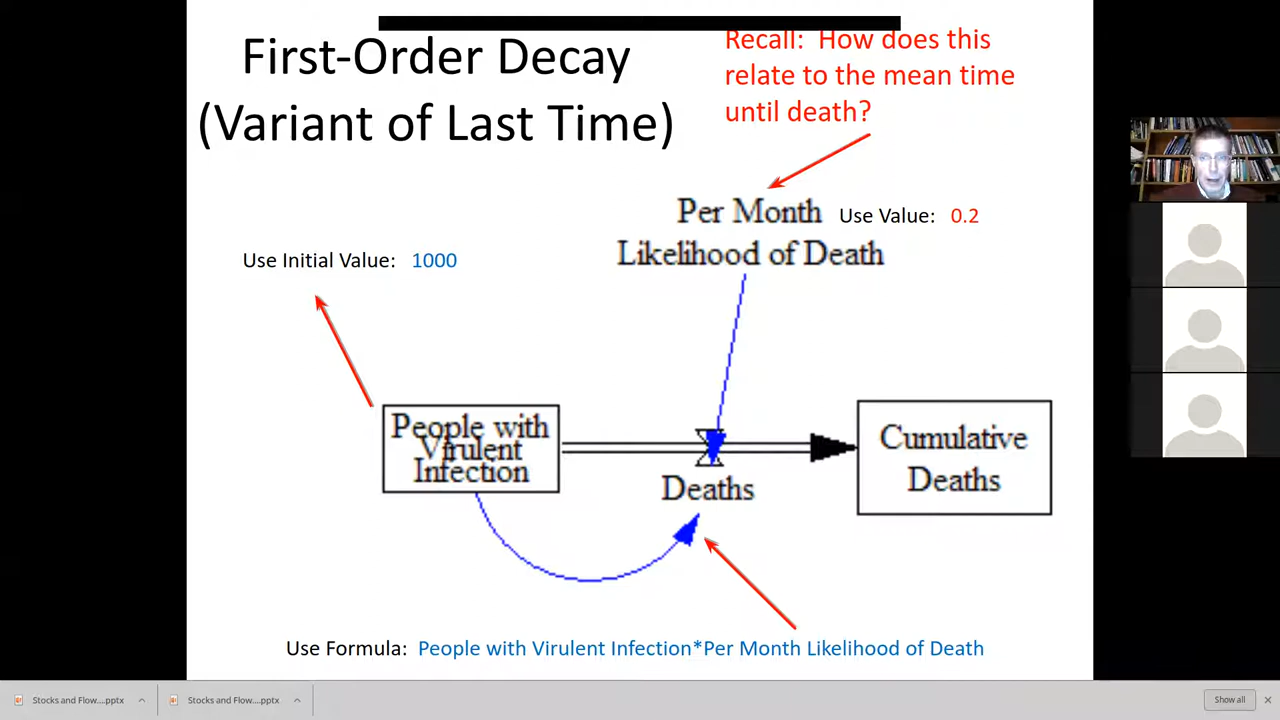 First-Order Decay
(Variant of Last Time)
Recall: How does this
relate to the mean time
until death?
Per Month
Likelihood of Death
Use Value: 0.2
Use Initial Value: 1000
People with
Virulent
Infection
Deaths
Cumulative
Deaths
Use Formula: People with Virulent Infection*Per Month Likelihood of Death
Stocks and Flow....pptx
Stocks and Flow....pptx
Show all